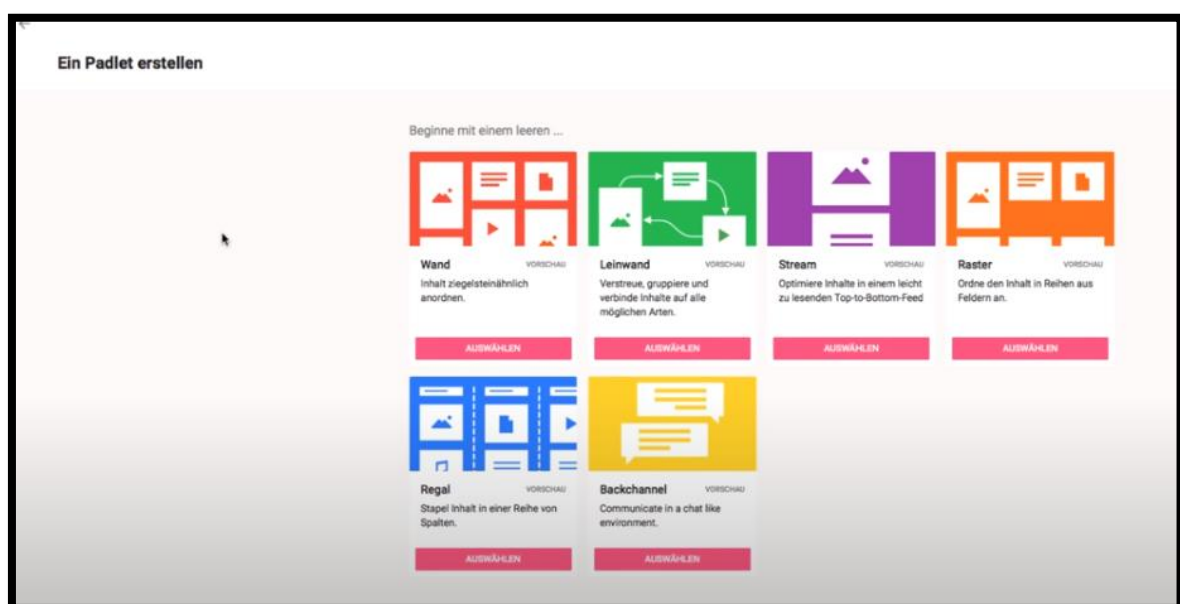 Ein Padlet erstellen
Beginne mit einem leeren ...
Wand VORSCHAU
Inhalt ziegelsteinähnlich
anordnen.
AUSWÄHLEN
Leinwand VORSCHAU
Verstreue, gruppiere und
verbinde Inhalte auf alle
möglichen Arten.
AUSWÄHLEN
Stream VORSCHAU
Optimiere Inhalte in einem leicht
zu lesenden Top-to-Bottom-Feed
AUSWÄHLEN
Raster VORSCHAU
Ordne den Inhalt in Reihen aus
Feldern an.
AUSWÄHLEN
Regal VORSCHAU
Stapel Inhalt in einer Reihe von
Spalten.
AUSWÄHLEN
Backchannel VORSCHAU
Communicate in a chat like
environment.
AUSWÄHLEN